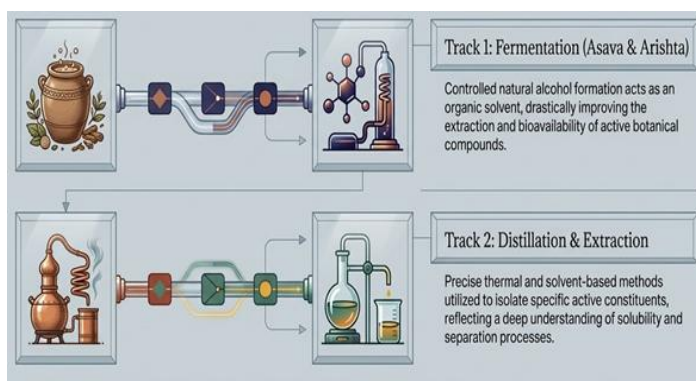 Track 1: Fermentation (Asava & Arishta)
Controlled natural alcohol formation acts as an
organic solvent, drastically improving the
extraction and bioavailability of active botanical
compounds.
Track 2: Distillation & Extraction
Precise thermal and solvent-based methods
utilized to isolate specific active constituents,
reflecting a deep understanding of solubility and
separation processes.